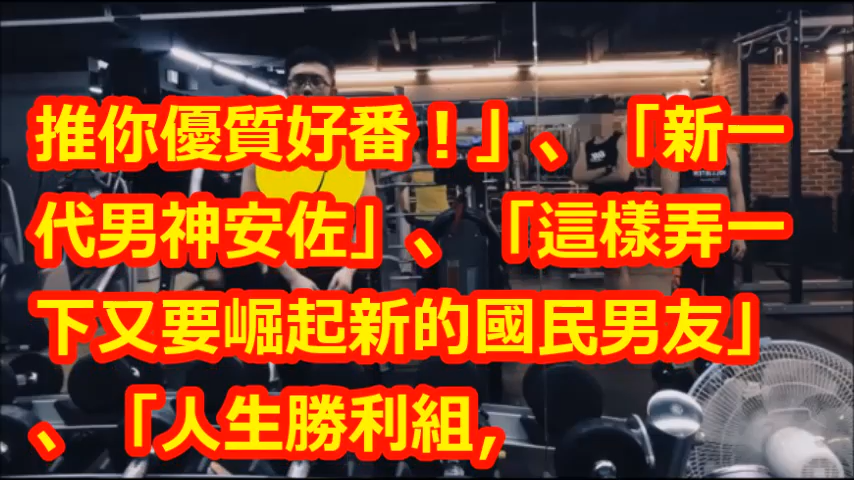 推你優質好番！」、「新一
代男神安佐」、「這樣弄一
下又要崛起新的國民男友」
、「人生勝利組，